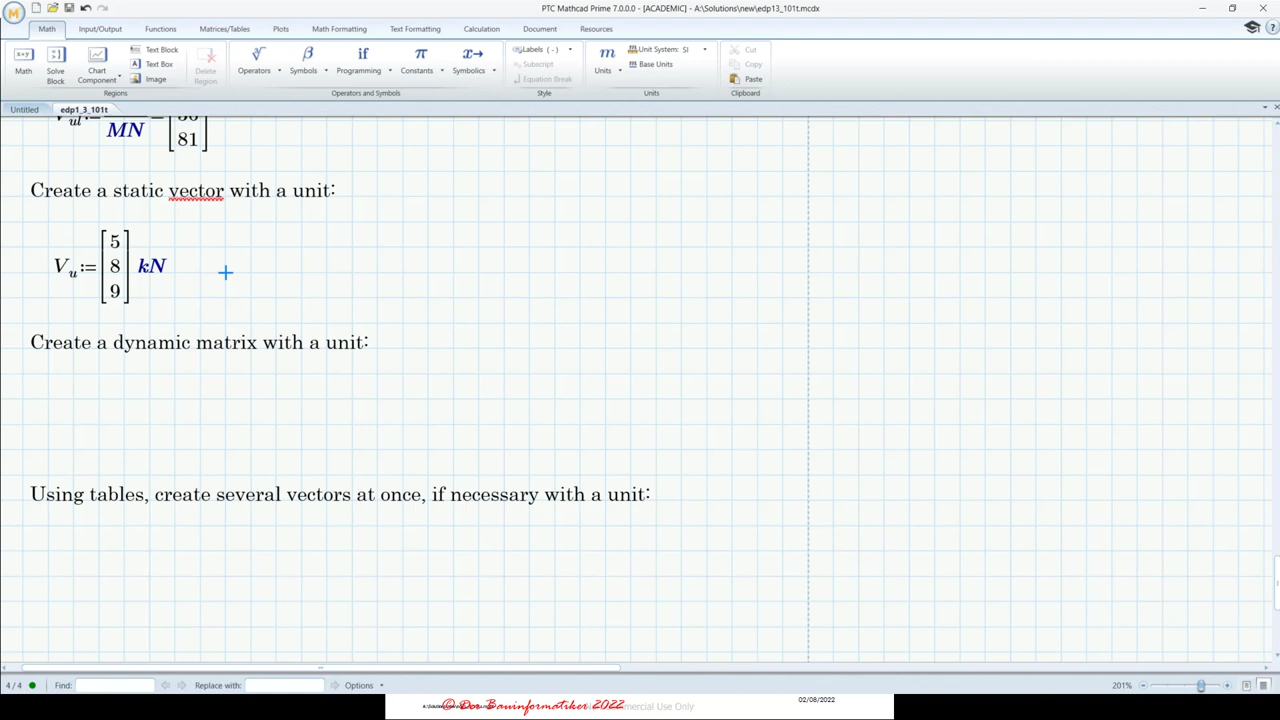 PTC Mathcad Prime 7.0.0.0 - [ACADEMIC] - A:\Solutions\new\edp13_101t.mcdx
Math Input/Output Functions Matrices/Tables Plots Math Formatting Text Formatting Calculation Document Resources
Math
Solve Block
Chart Component
Text Block
Text Box
Image
Delete Region
Regions
Operators
Symbols
Programming
Constants
Symbolics
Operators and Symbols
Labels ( - )
Subscript
Equation Break
Style
Units
Unit System: SI
Base Units
Units
Cut
Copy
Paste
Clipboard
Untitled edp1_3_101t
ul :=
MN
81
Create a static vector with a unit:
V u := [5 8 9] kN
Create a dynamic matrix with a unit:
Using tables, create several vectors at once, if necessary with a unit:
4 / 4 Find: Replace with: Options 201%
© Der Bauinformatiker 2022
mmercial Use Only
02/08/2022